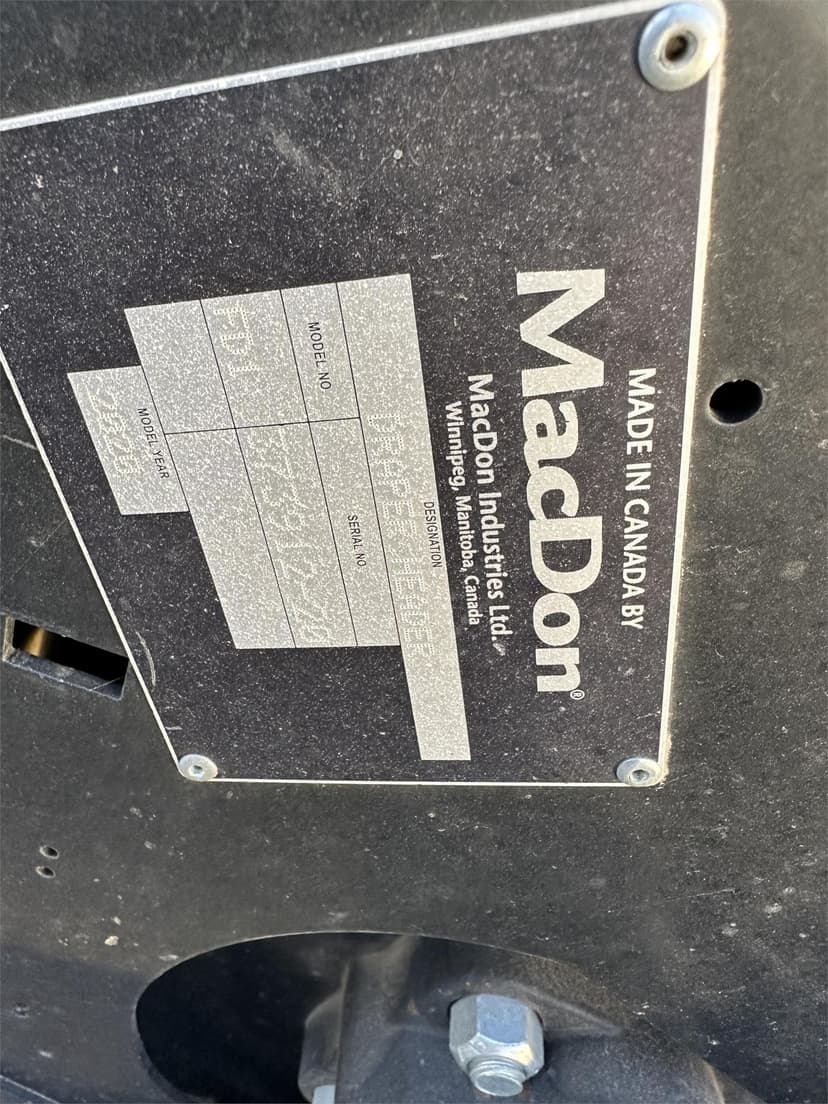 MADE IN CANADA BY
MacDon®
MacDon Industries Ltd.
Winnipeg, Manitoba, Canada
DESIGNATION
DRAPER HEADER
MODEL NO
SERIAL NO
MODEL YEAR